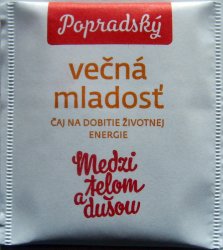 Popradský
večná
mladosť
ČAJ NA DOBITIE ŽIVOTNEJ
ENERGIE
Medzi
telom
a dušou